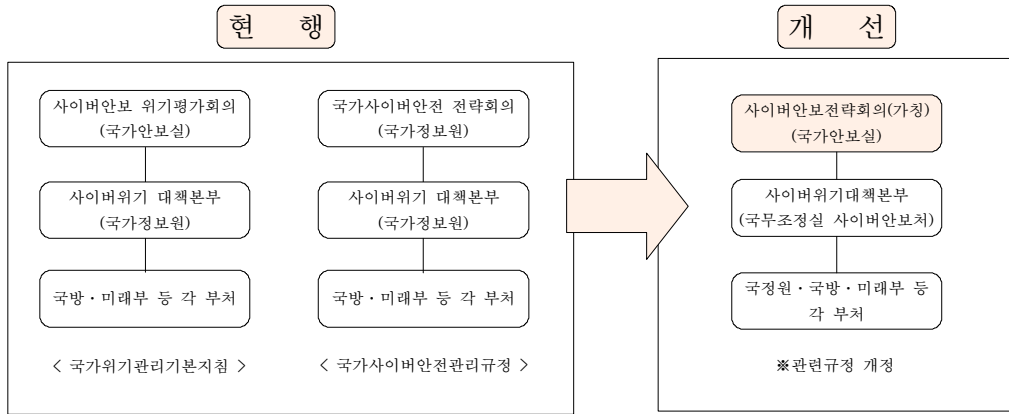 현 행
개 선
사이버안보 위기평가회의
(국가안보실)
사이버위기 대책본부
(국가정보원)
국방·미래부 등 각 부처
< 국가위기관리기본지침 >
국가사이버안전 전략회의
(국가정보원)
사이버위기 대책본부
(국가정보원)
국방·미래부 등 각 부처
< 국가사이버안전관리규정 >
사이버안보전략회의(가칭)
(국가안보실)
사이버위기대책본부
(국무조정실 사이버안보처)
국정원·국방·미래부 등
각 부처
※관련규정 개정